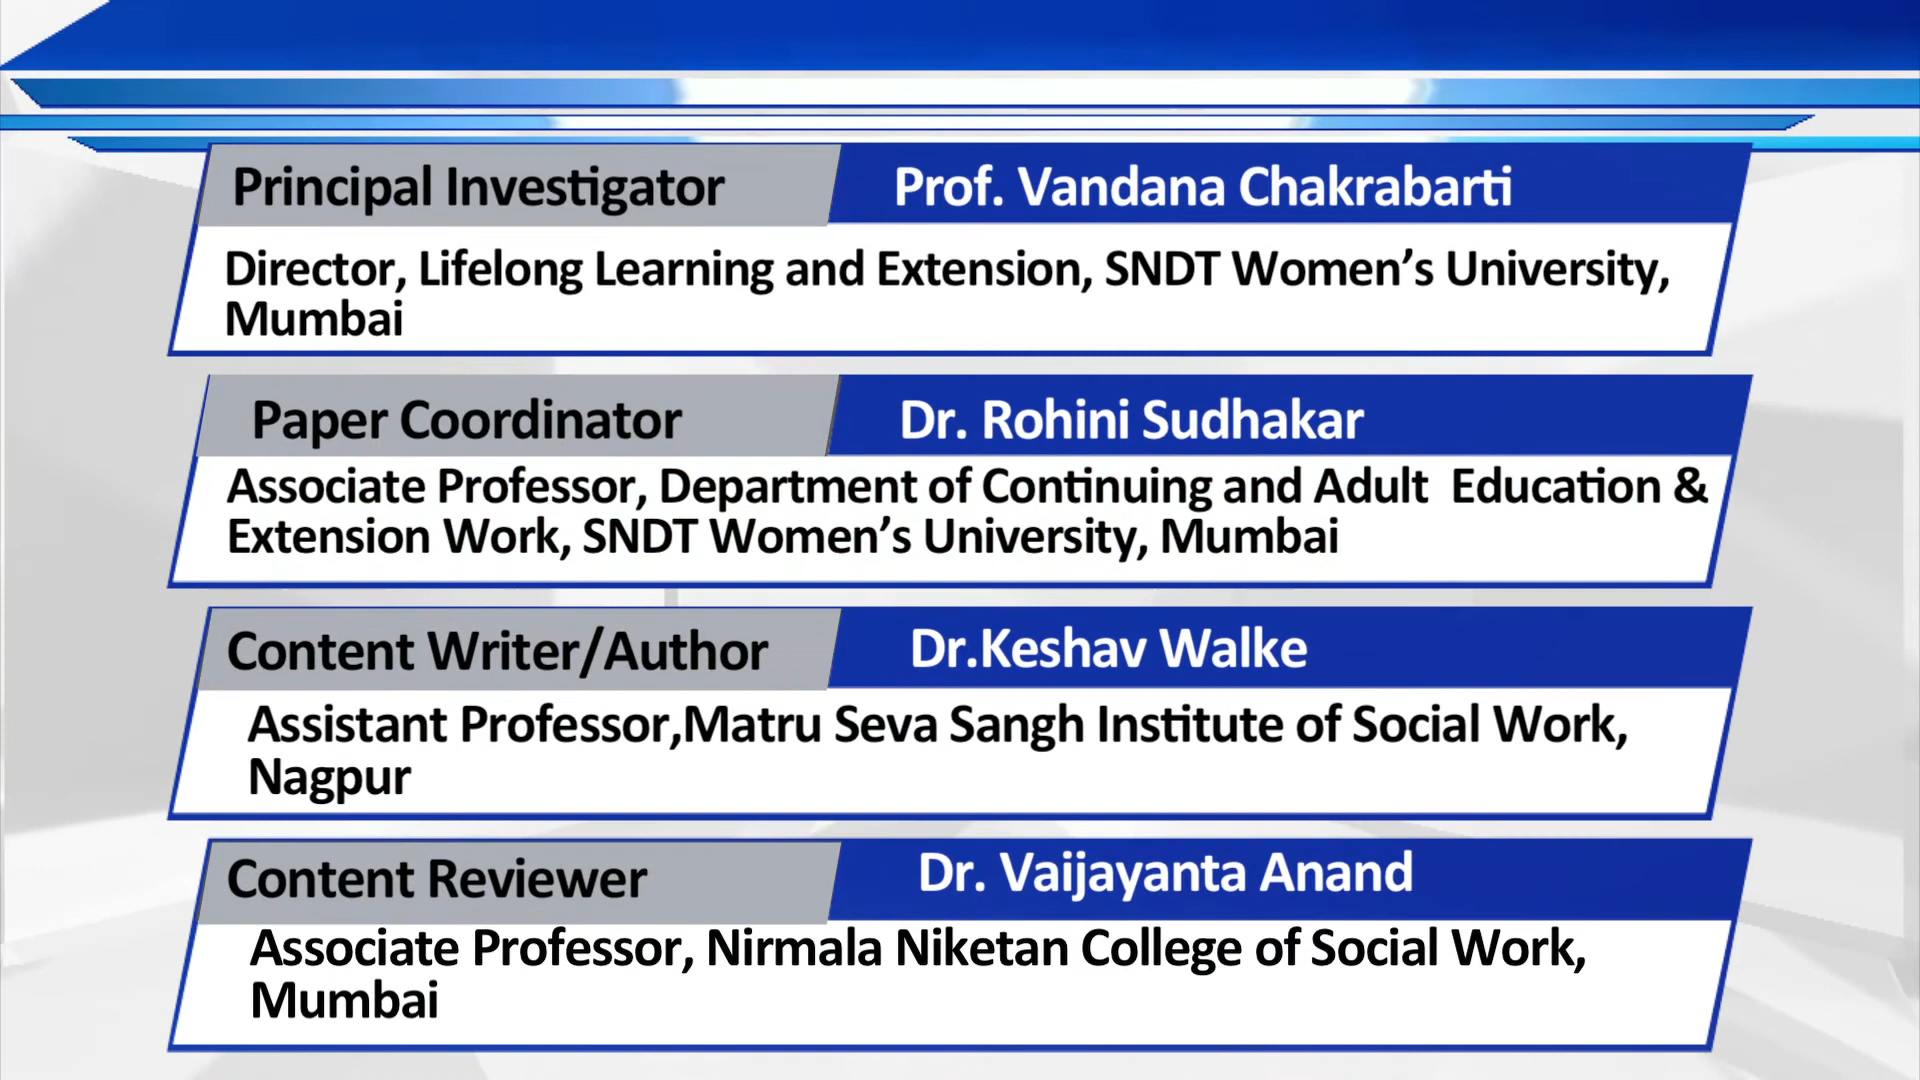 Principal Investigator Prof. Vandana Chakrabarti
Director, Lifelong Learning and Extension, SNDT Women’s University,
Mumbai
Paper Coordinator Dr. Rohini Sudhakar
Associate Professor, Department of Continuing and Adult  Education &
Extension Work, SNDT Women’s University, Mumbai
Content Writer/Author Dr.Keshav Walke
Assistant Professor,Matru Seva Sangh Institute of Social Work,
Nagpur
Content Reviewer Dr. Vaijayanta Anand
Associate Professor, Nirmala Niketan College of Social Work,
Mumbai